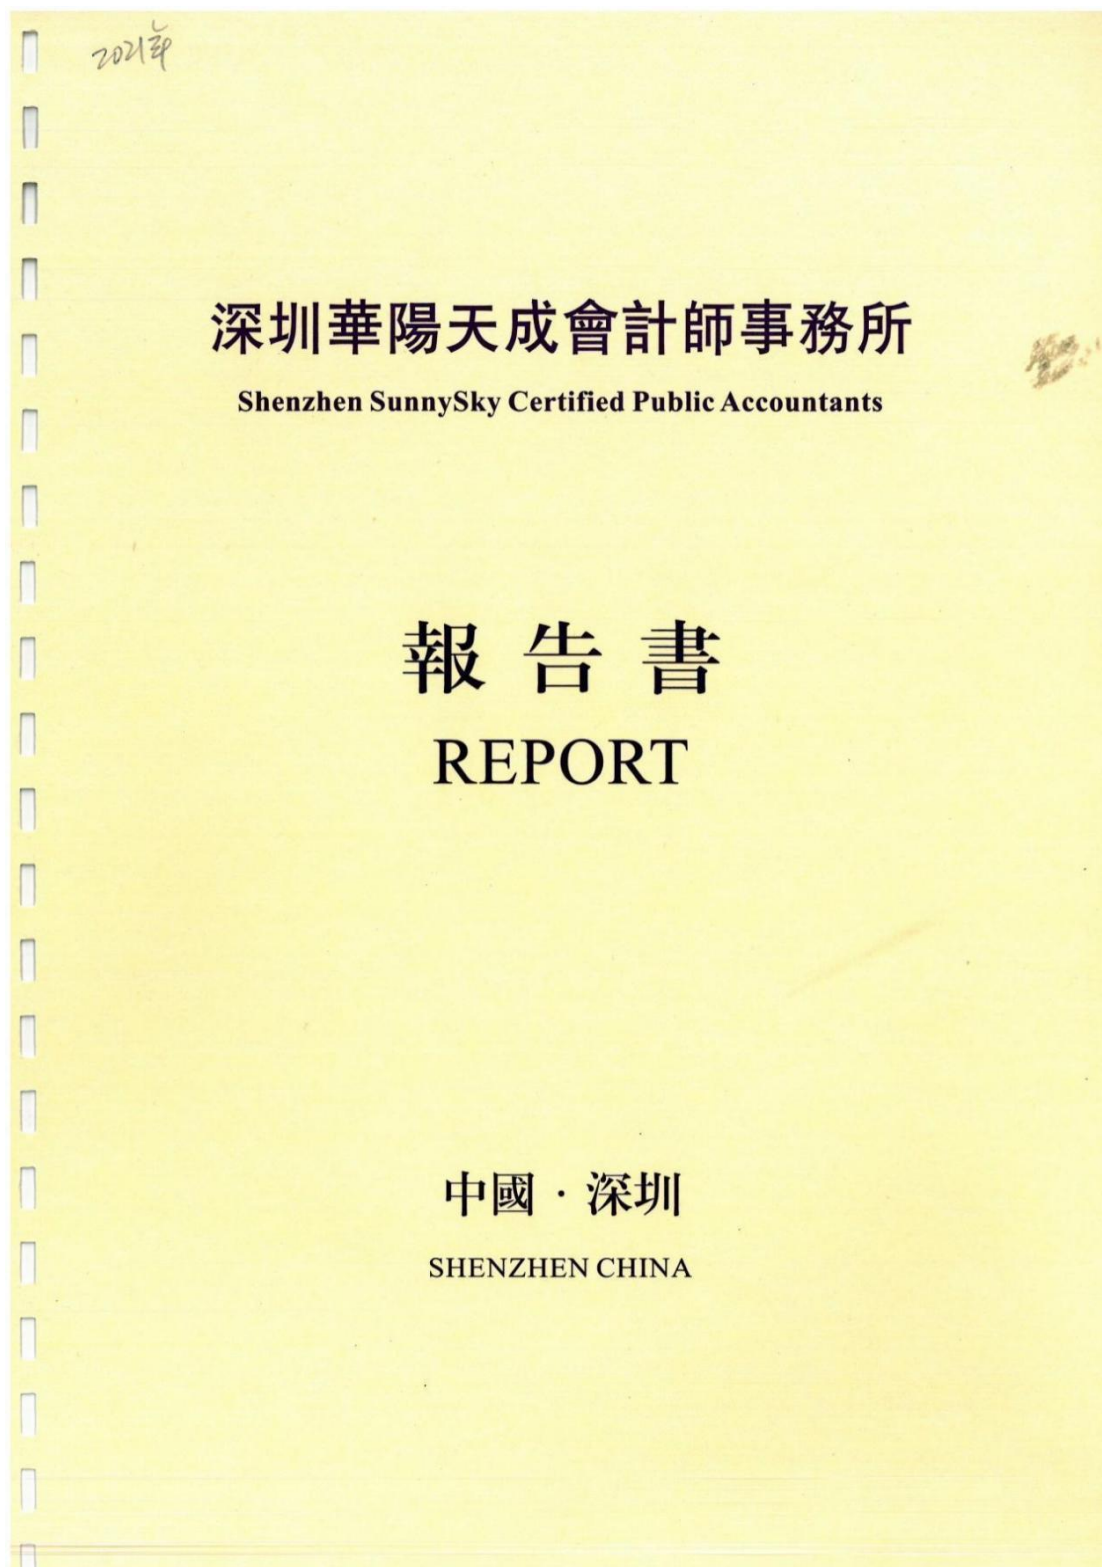 2021年
深圳華陽天成會計師事務所
Shenzhen SunnySky Certified Public Accountants
報告書
REPORT
中國·深圳
SHENZHEN CHINA